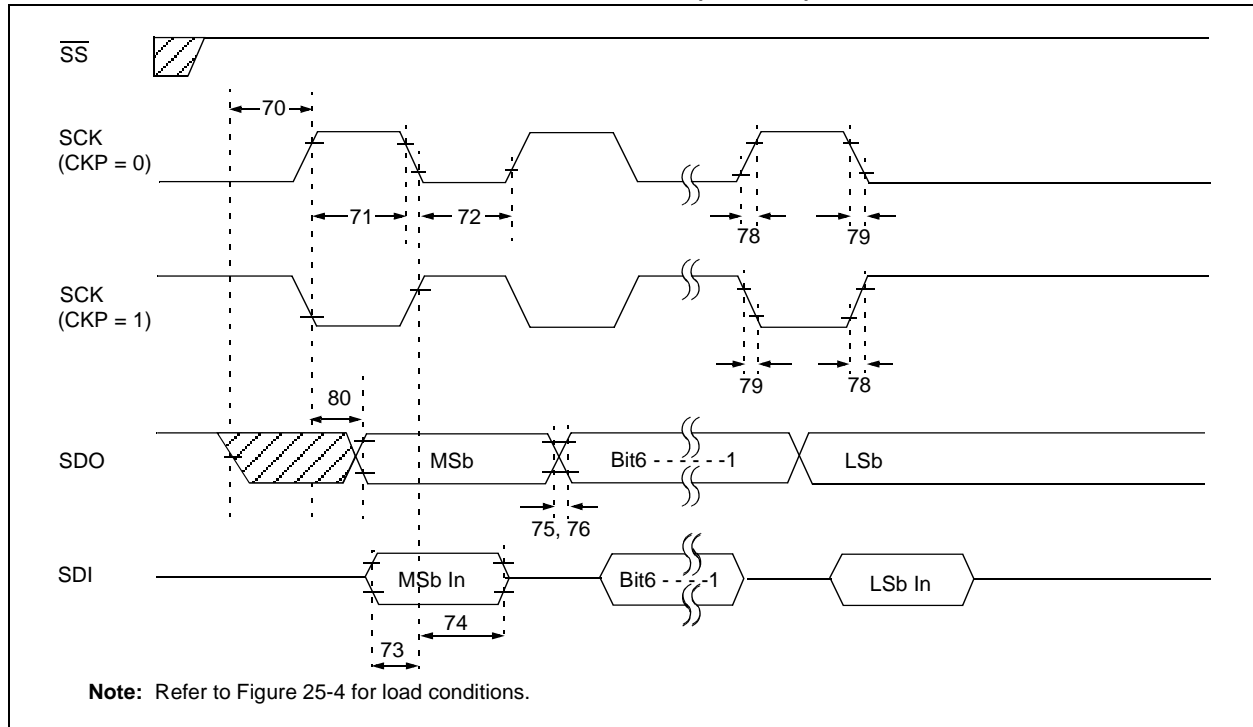 SS
70
SCK
(CKP = 0)
71
72
78
79
SCK
(CKP = 1)
79
78
80
SDO
MSb
Bit6 - - - - - -1
LSb
75, 76
SDI
MSb In
Bit6 - - - -1
LSb In
74
73
Note: Refer to Figure 25-4 for load conditions.